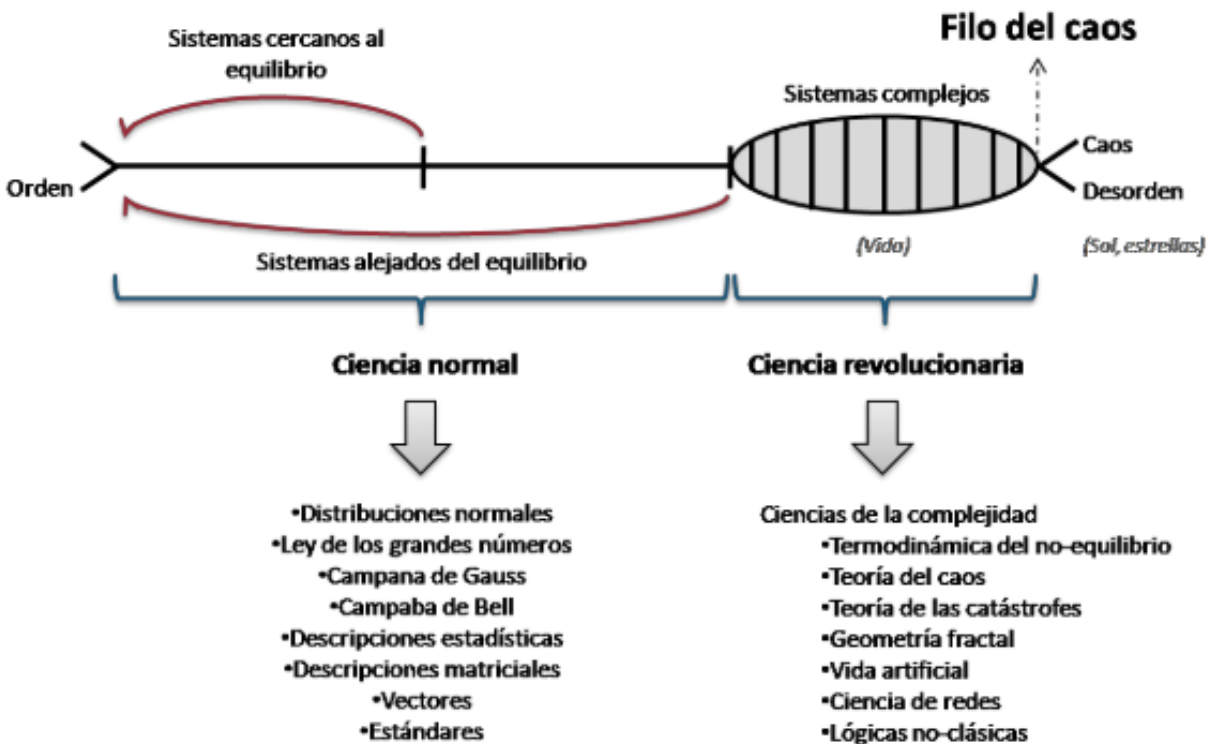 Filo del caos
Sistemas cercanos al
equilibrio
Sistemas complejos
Orden
Caos
Desorden
(Vida)
(Sol, estrellas)
Sistemas alejados del equilibrio
Ciencia normal
Ciencia revolucionaria
•Distribuciones normales
•Ley de los grandes números
•Campana de Gauss
•Campaba de Bell
•Descripciones estadísticas
•Descripciones matriciales
•Vectores
•Estándares
Ciencias de la complejidad
•Termodinámica del no-equilibrio
•Teoría del caos
•Teoría de las catástrofes
•Geometría fractal
•Vida artificial
•Ciencia de redes
•Lógicas no-clásicas